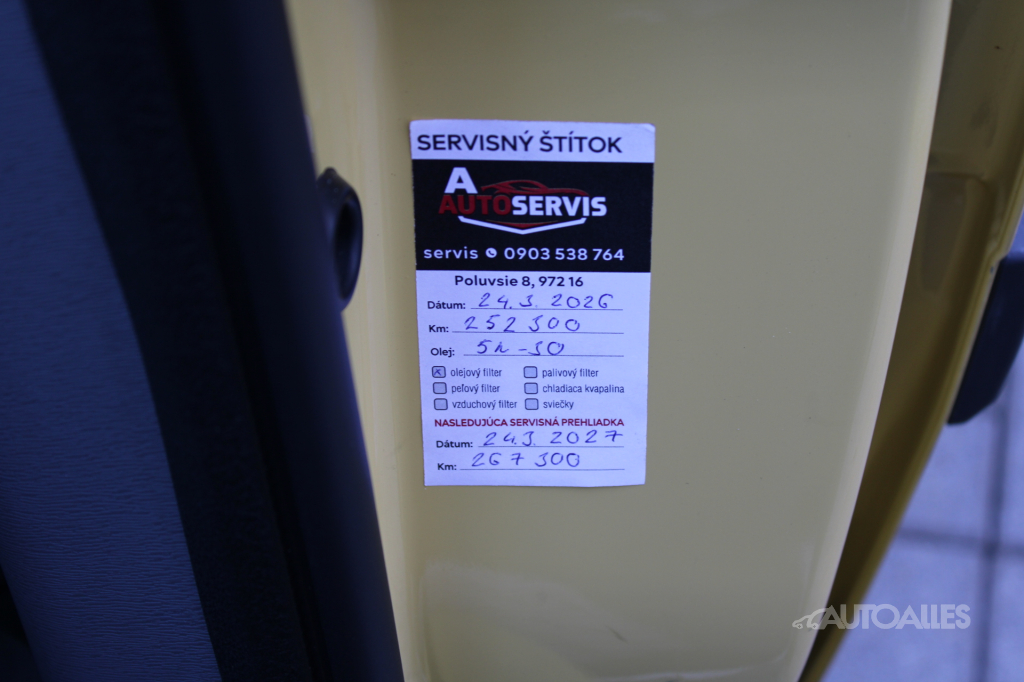 SERVISNÝ ŠTÍTOK
A
AUTOSERVIS
servis 0903 538 764
Poluvsie 8, 972 16
Dátum: 24.3.2026
Km: 252 300
Olej: 5W-30
olejový filter palivový filter
peľový filter chladiaca kvapalina
vzduchový filter sviečky
NASLEDUJÚCA SERVISNÁ PREHLIADKA
Dátum: 24.3.2027
Km: 267 300
AUTOALLES